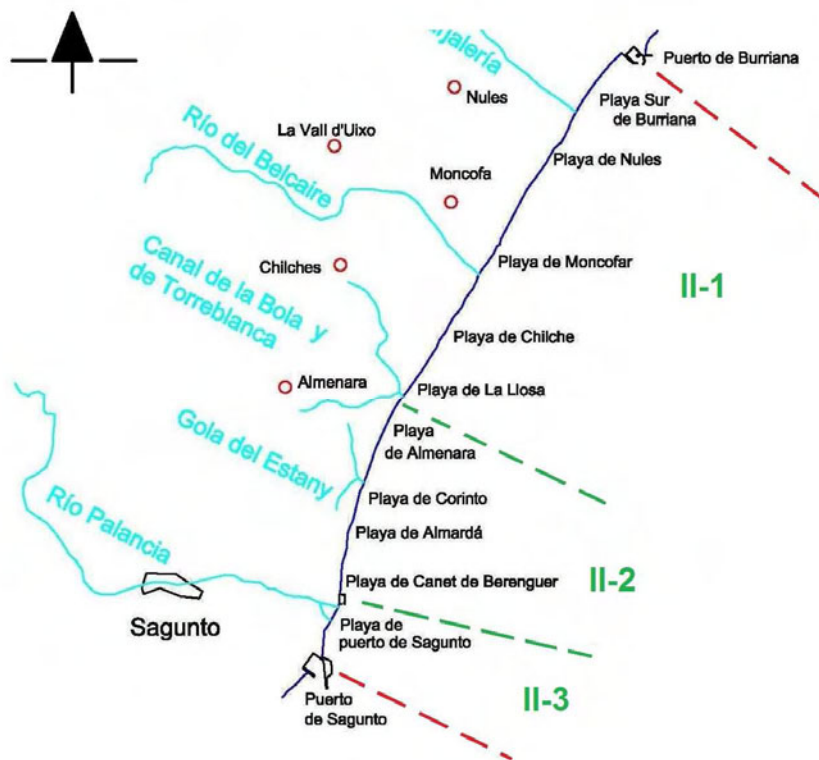 rjalería
Puerto de Burriana
Nules
Playa Sur
de Burriana
La Vall d'Uixo
Río del Belcaire
Playa de Nules
Moncofa
Canal de la Bola y
de Torreblanca
Chilches
Playa de Moncofar
II-1
Playa de Chilche
Almenara
Playa de La Llosa
Gola del Estany
Playa
de Almenara
Playa de Corinto
Río Palancia
Playa de Almardá
Playa de Canet de Berenguer
II-2
Sagunto
Playa de
puerto de Sagunto
II-3
Puerto
de Sagunto